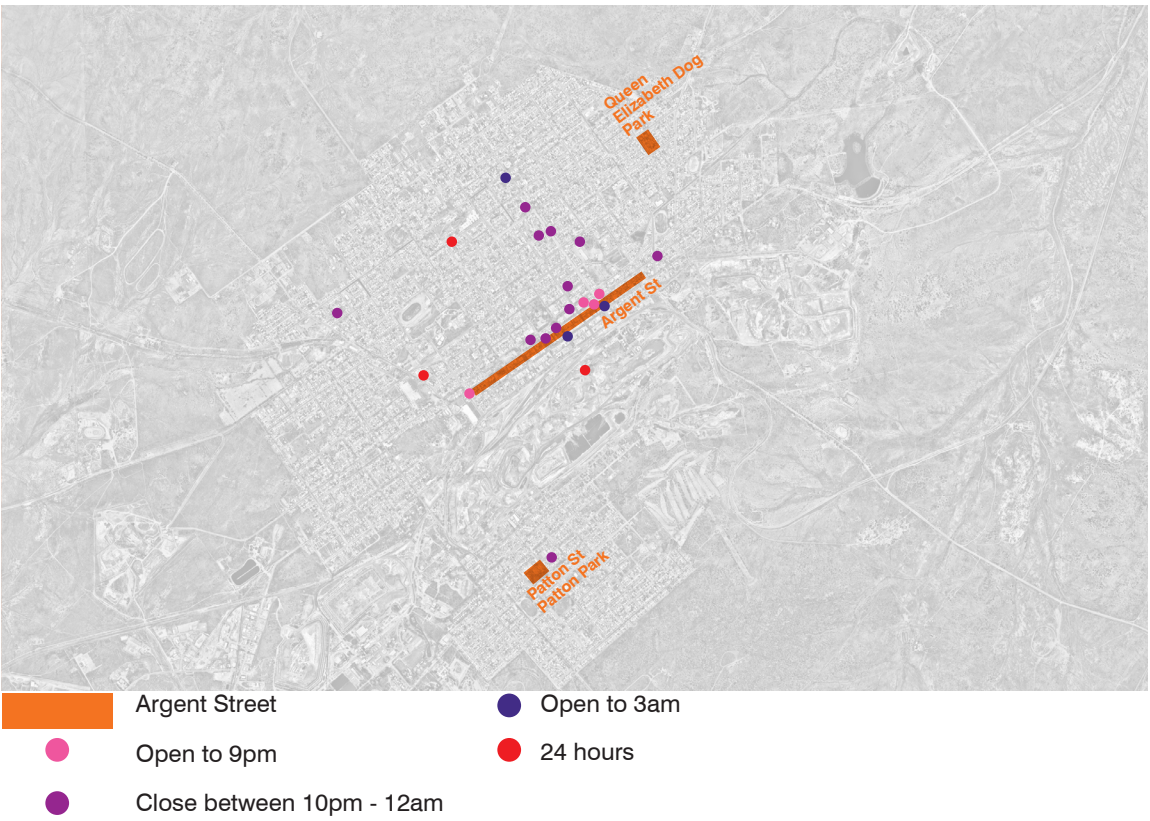 Queen
Elizabeth Dog
Park
Argent St
Patton St
Patton Park
Argent Street
Open to 9pm
Close between 10pm - 12am
Open to 3am
24 hours